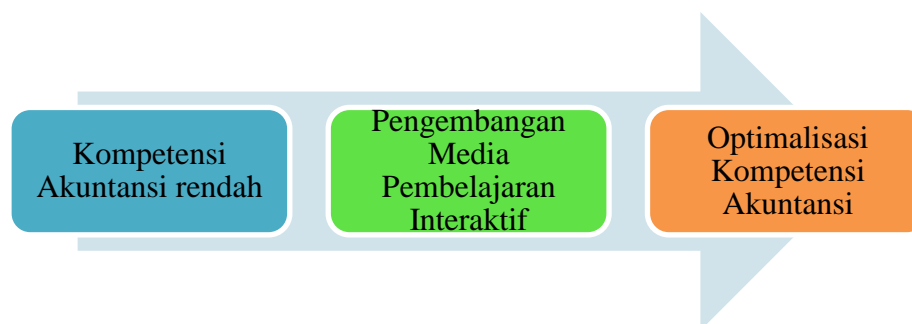 Kompetensi
Akuntansi rendah
Pengembangan
Media
Pembelajaran
Interaktif
Optimalisasi
Kompetensi
Akuntansi